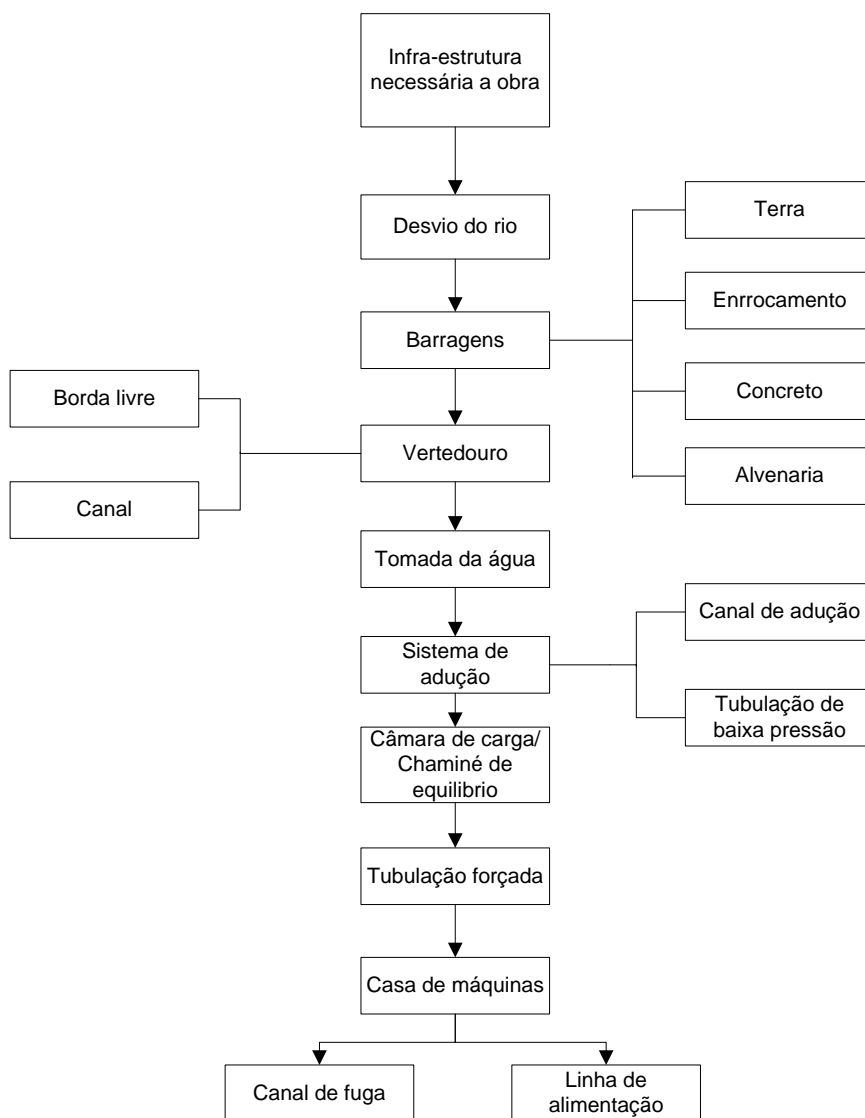 Infra-estrutura
necessária a obra
Desvio do rio
Terra
Enrrocamento
Barragens
Concreto
Borda livre
Vertedouro
Alvenaria
Canal
Tomada da água
Canal de adução
Sistema de
adução
Tubulação de
baixa pressão
Câmara de carga/
Chaminé de
equilibrio
Tubulação forçada
Casa de máquinas
Canal de fuga
Linha de
alimentação